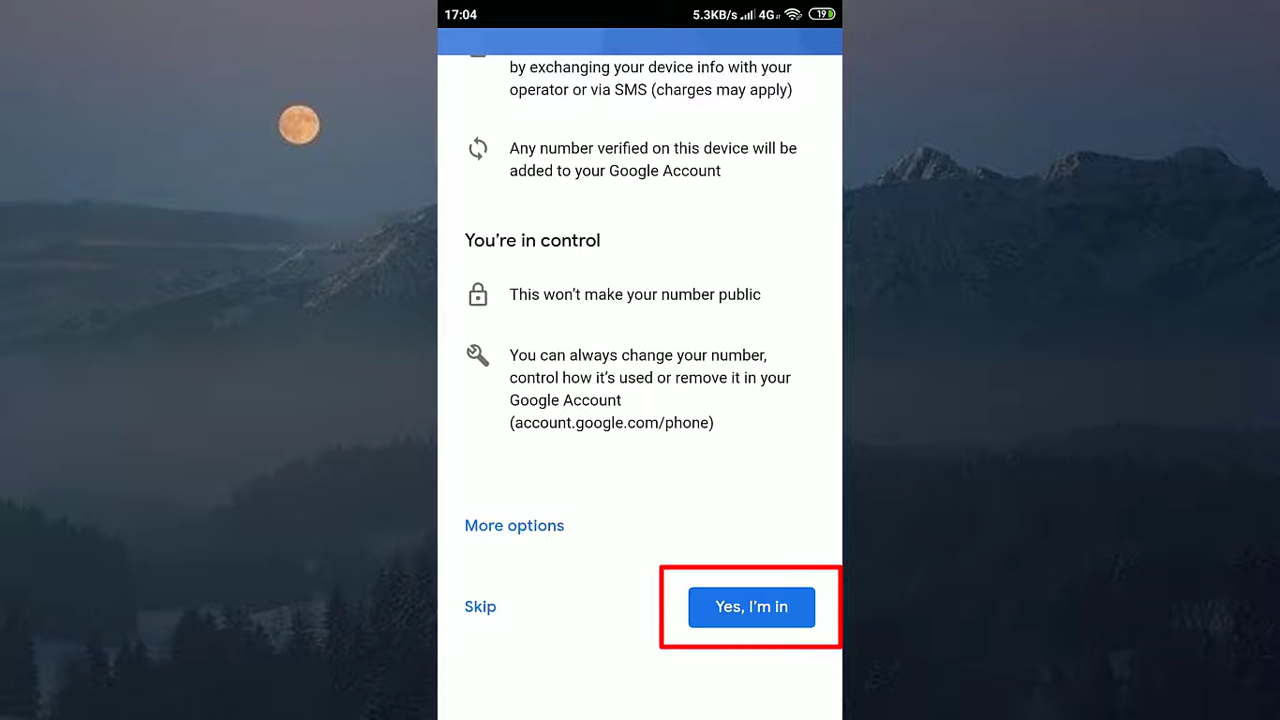 17:04
5.3KB/s 4G 19
by exchanging your device info with your
operator or via SMS (charges may apply)
Any number verified on this device will be
added to your Google Account
You're in control
This won't make your number public
You can always change your number,
control how it's used or remove it in your
Google Account
(account.google.com/phone)
More options
Skip
Yes, I'm in